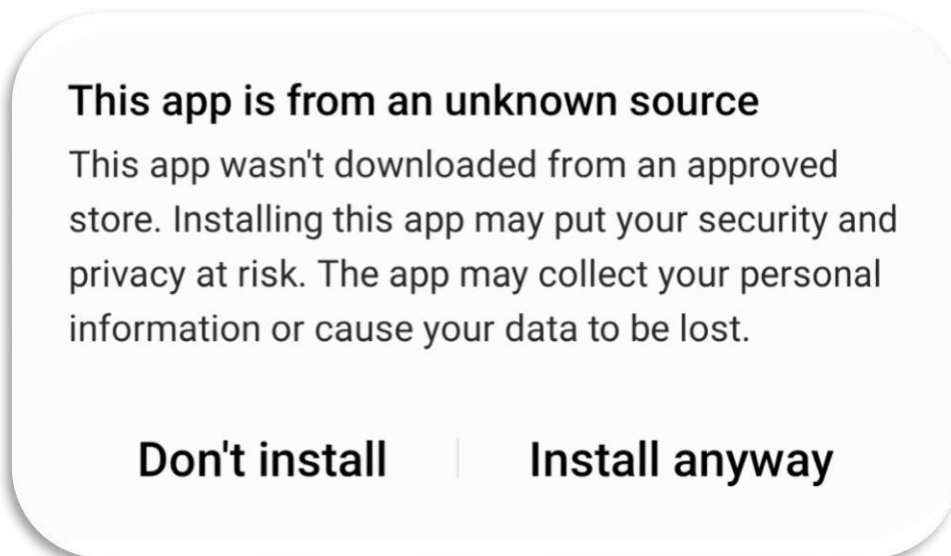 This app is from an unknown source
This app wasn't downloaded from an approved
store. Installing this app may put your security and
privacy at risk. The app may collect your personal
information or cause your data to be lost.
Don't install | Install anyway